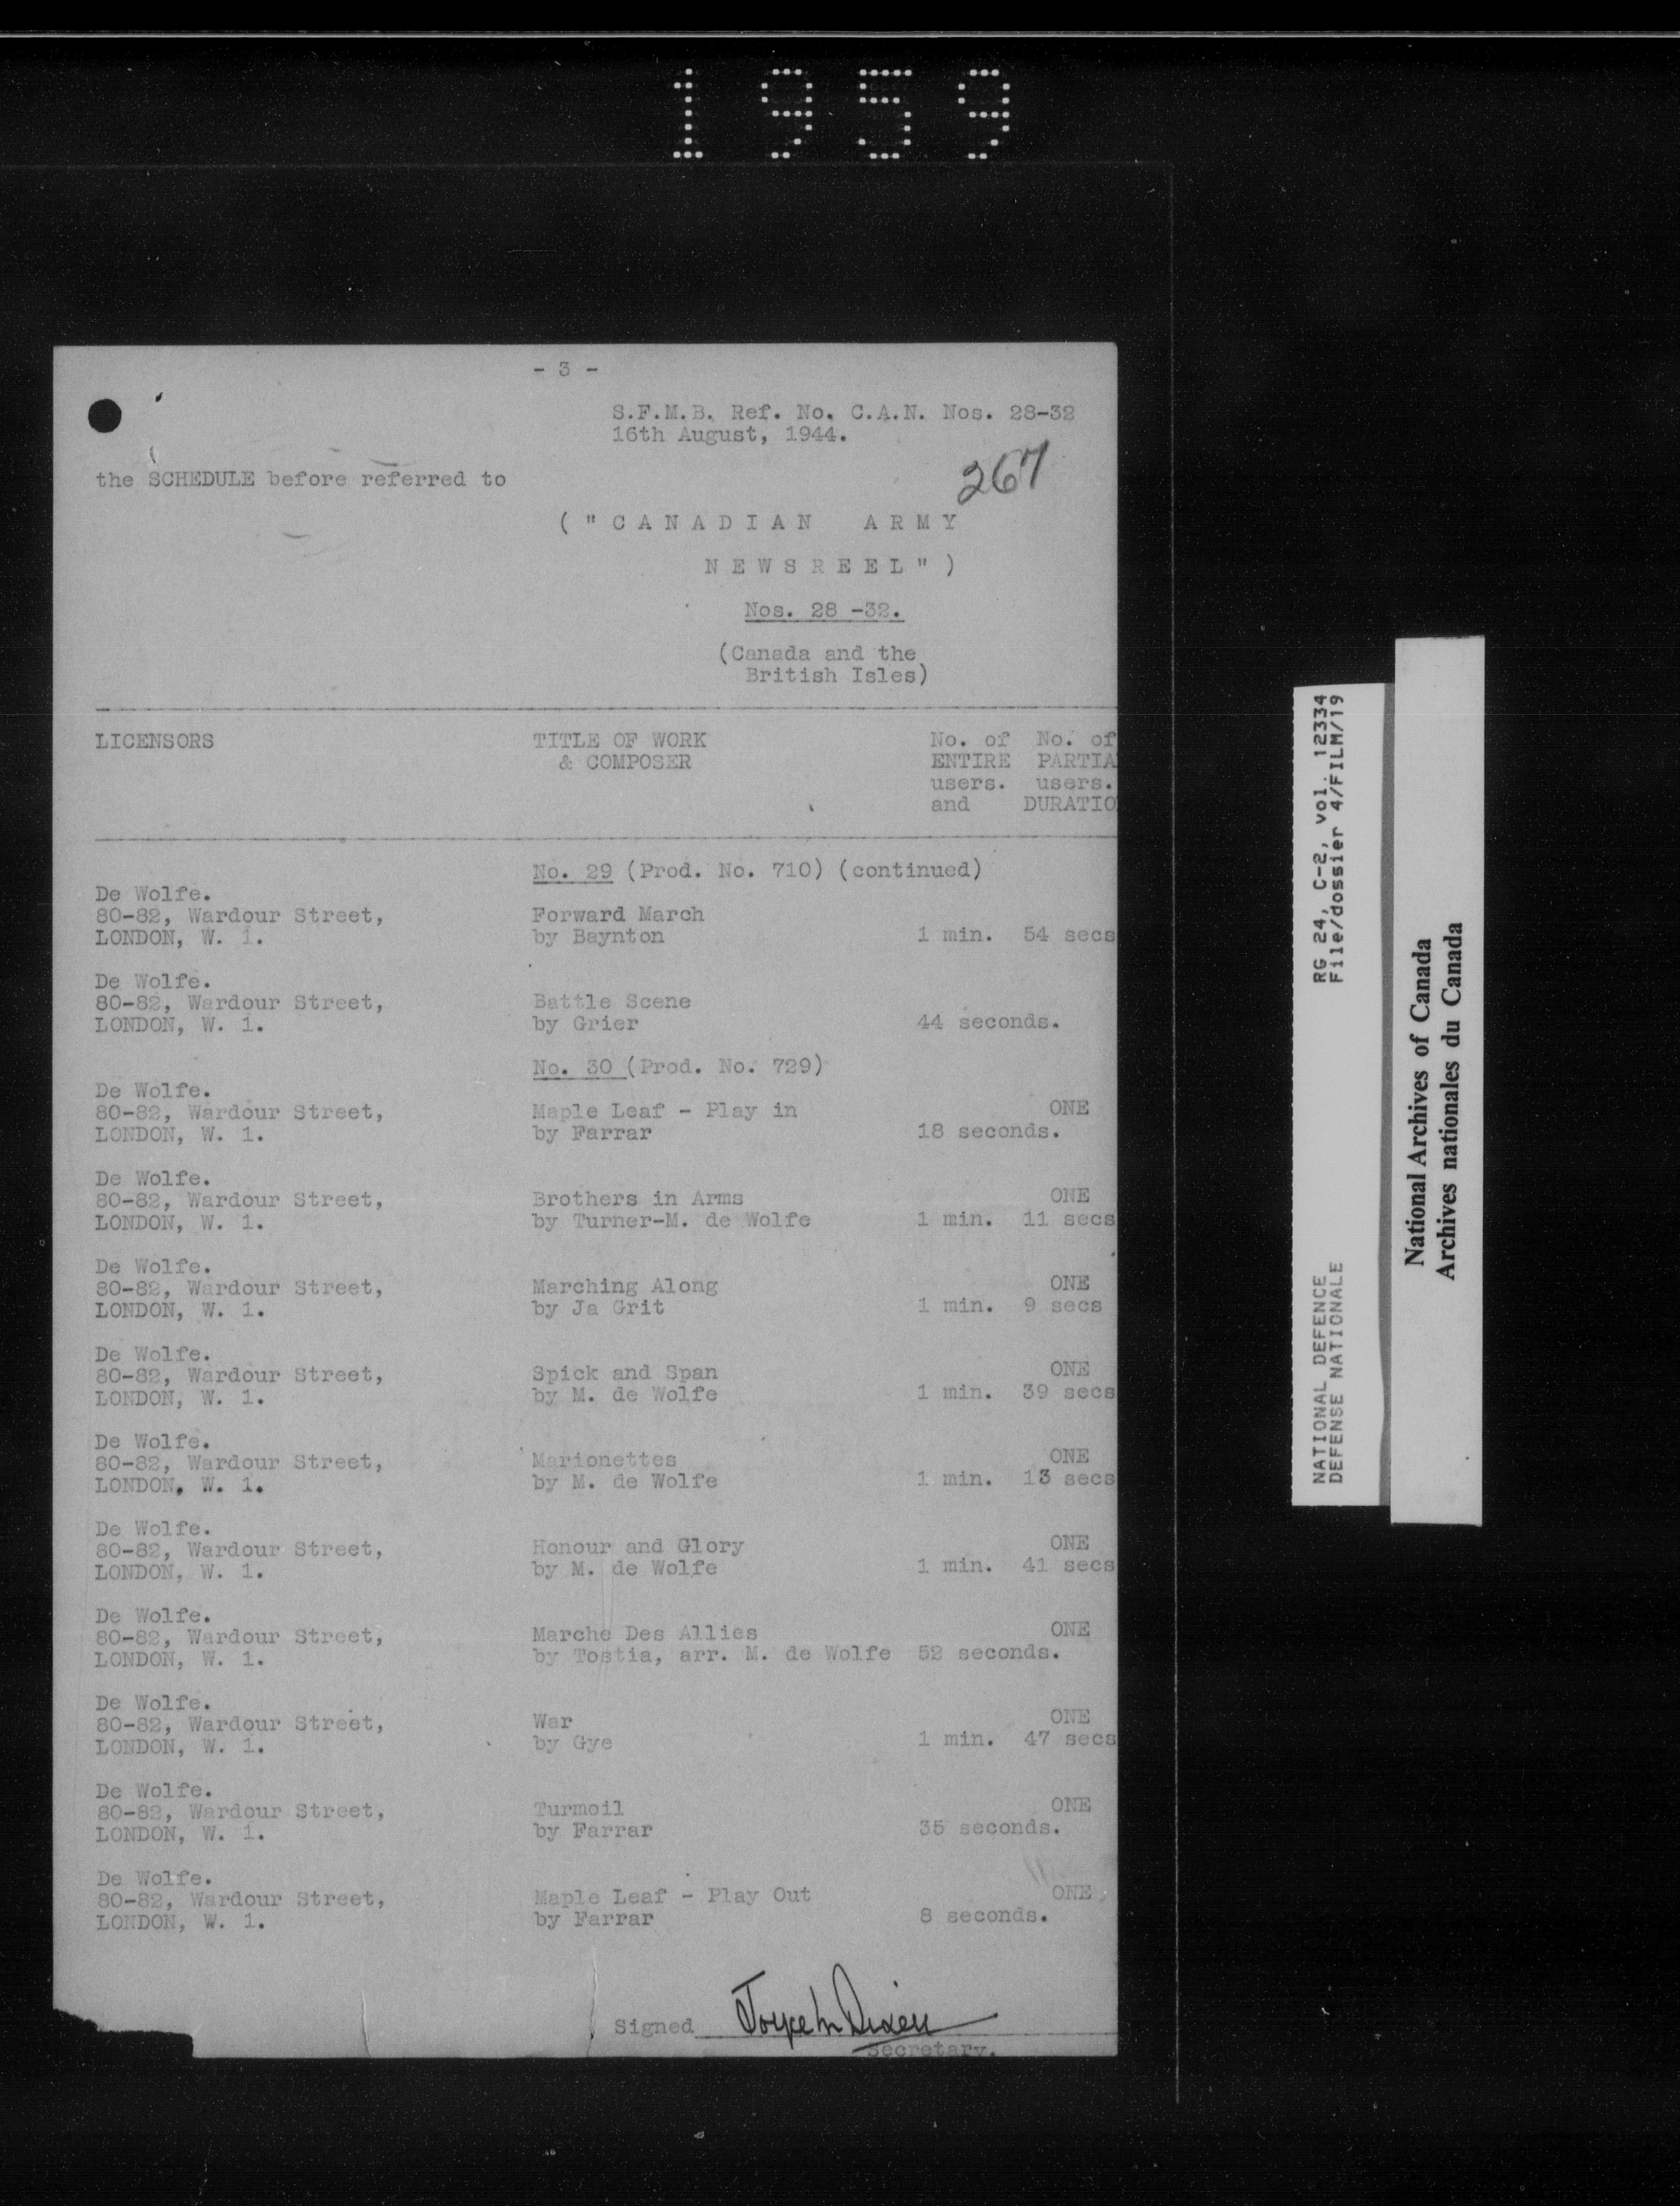 1959
- 3 -
S.F.M.B. Ref. No. C.A.N. Nos. 28-32
16th August, 1944.
267
the SCHEDULE before referred to
("CANADIAN ARMY
NEWSREEL")
Nos. 28 -32.
(Canada and the
British Isles)
LICENSORS TITLE OF WORK No. of No. of
& COMPOSER ENTIRE PARTIA
users. users.
and DURATIO
No. 29 (Prod. No. 710) (continued)
De Wolfe.
80-82, Wardour Street, Forward March
LONDON, W. 1. by Baynton 1 min. 54 secs
De Wolfe.
80-82, Wardour Street, Battle Scene
LONDON, W. 1. by Grier 44 seconds.
No. 30 (Prod. No. 729)
De Wolfe.
80-82, Wardour Street, Maple Leaf - Play in ONE
LONDON, W. 1. by Farrar 18 seconds.
De Wolfe.
80-82, Wardour Street, Brothers in Arms ONE
LONDON, W. 1. by Turner-M. de Wolfe 1 min. 11 secs
De Wolfe.
80-82, Wardour Street, Marching Along ONE
LONDON, W. 1. by Ja Grit 1 min. 9 secs
De Wolfe.
80-82, Wardour Street, Spick and Span ONE
LONDON, W. 1. by M. de Wolfe 1 min. 39 secs
De Wolfe.
80-82, Wardour Street, Marionettes ONE
LONDON, W. 1. by M. de Wolfe 1 min. 13 secs
De Wolfe.
80-82, Wardour Street, Honour and Glory ONE
LONDON, W. 1. by M. de Wolfe 1 min. 41 secs
De Wolfe.
80-82, Wardour Street, Marche Des Allies ONE
LONDON, W. 1. by Tostia, arr. M. de Wolfe 52 seconds.
De Wolfe.
80-82, Wardour Street, War ONE
LONDON, W. 1. by Gye 1 min. 47 secs
De Wolfe.
80-82, Wardour Street, Turmoil ONE
LONDON, W. 1. by Farrar 35 seconds.
De Wolfe.
80-82, Wardour Street, Maple Leaf - Play Out ONE
LONDON, W. 1. by Farrar 8 seconds.
Signed
Secretary.
NATIONAL DEFENCE RG 24, C-2, vol. 12334
DEFENSE NATIONALE File/dossier 4/FILM/19
National Archives of Canada
Archives nationales du Canada